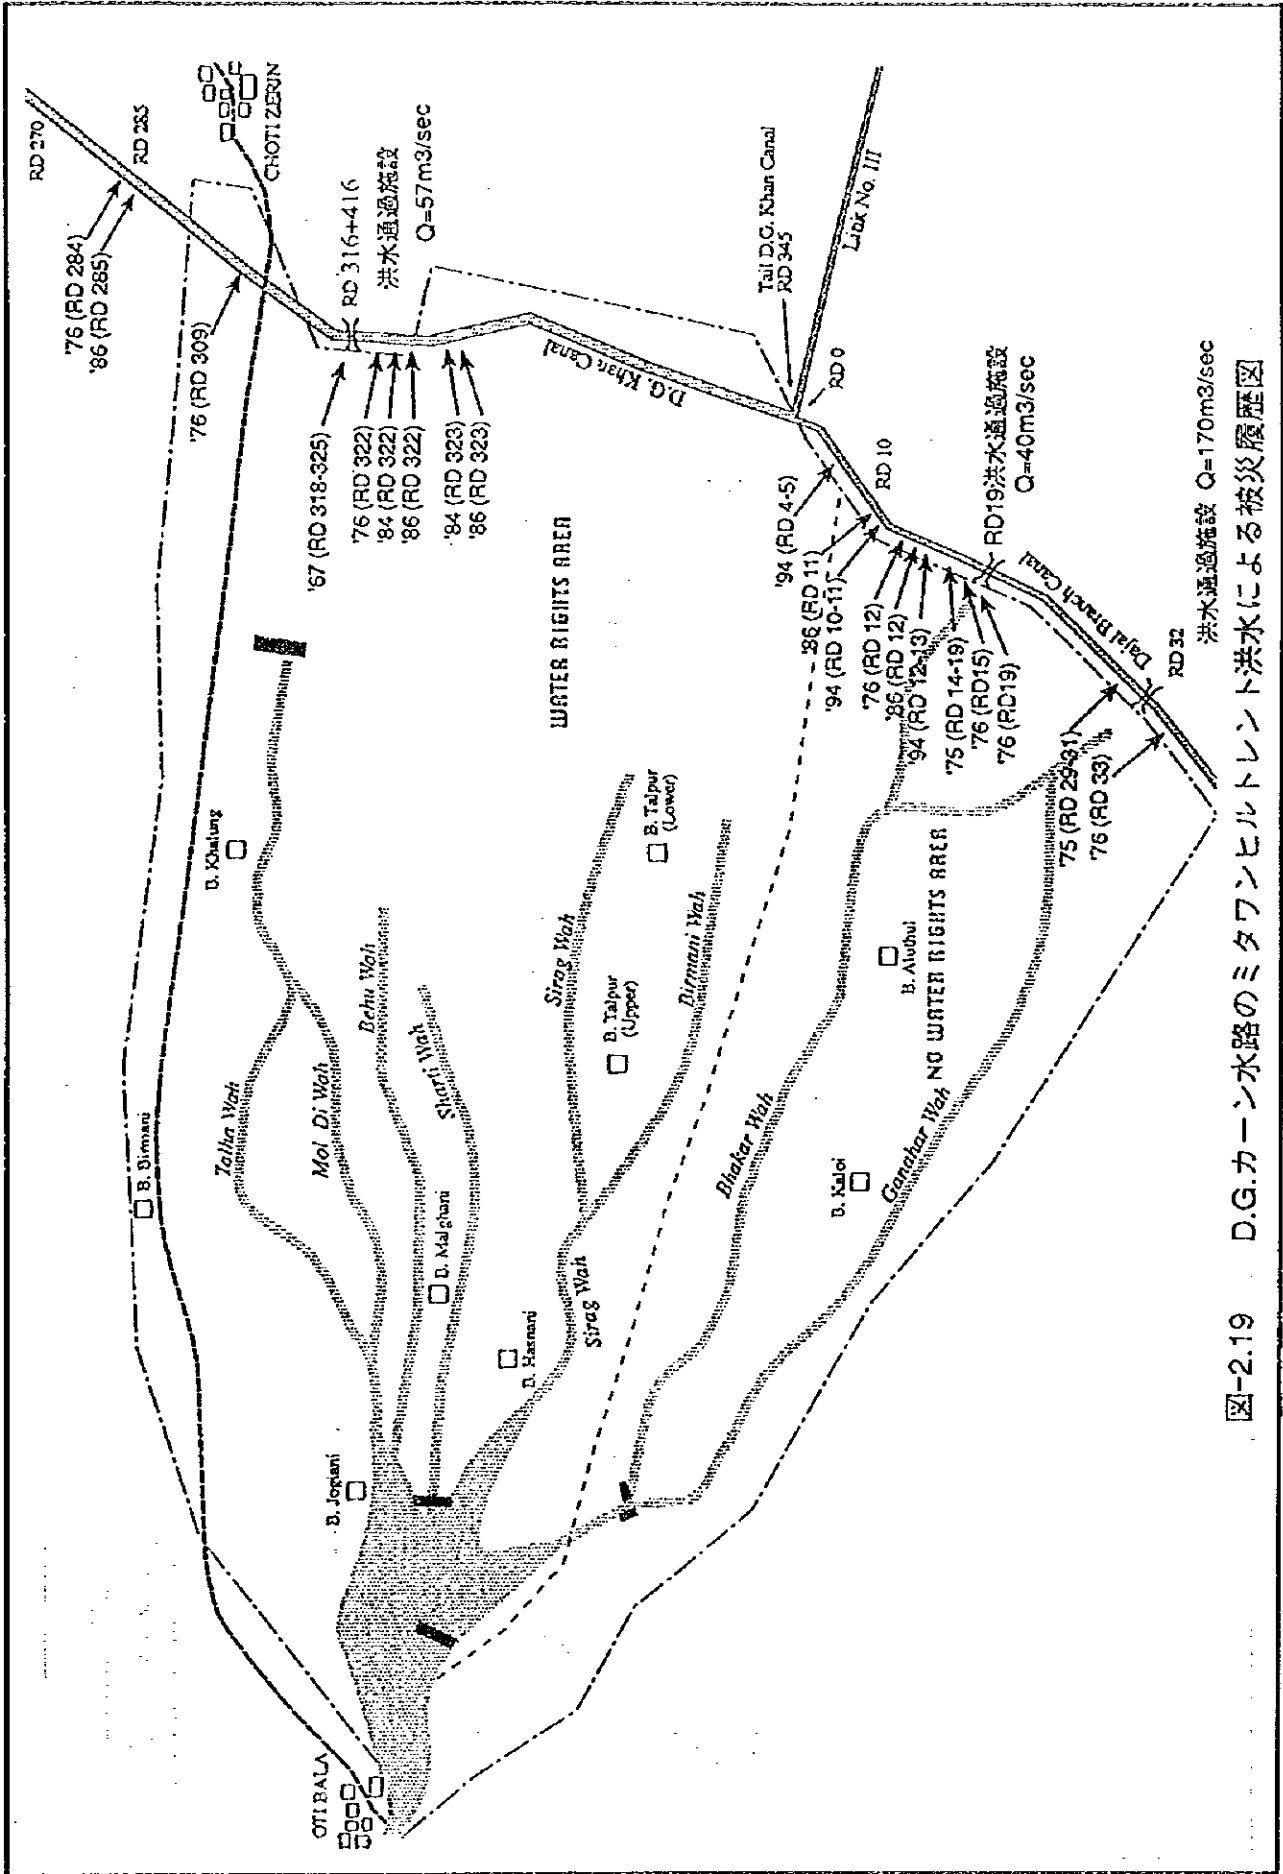 RD 270
RD 285
CHOTI ZERIN
'76 (RD 284)
'86 (RD 285)
'76 (RD 309)
RD 316+416
洪水通過施設
Q=57m3/sec
'67 (RD 318-325)
'76 (RD 322)
'84 (RD 322)
'86 (RD 322)
'84 (RD 323)
'86 (RD 323)
D.G. Khan Canal
Tail D.G. Khan Canal
RD 345
Link No. III
RD 0
RD 10
'94 (RD 4-5)
'86 (RD 11)
'94 (RD 10-11)
'76 (RD 12)
'86 (RD 12)
'94 (RD 12-13)
'75 (RD 14-19)
'76 (RD15)
'76 (RD19)
RD19洪水通過施設
Q=40m3/sec
Dajal Branch Canal
RD 32
洪水通過施設 Q=170m3/sec
'75 (RD 29-31)
'76 (RD 33)
WATER RIGHTS AREA
NO WATER RIGHTS AREA
B. Khalung
B. Birmani
Talha Wah
Mol Di Wah
Behu Wah
Sharti Wah
D. Malghani
B. Talpur
(Lower)
Sirag Wah
B. Talpur
(Upper)
Birmani Wah
B. Hasnani
Sirag Wah
Bhakar Wah
B. Aluthul
B. Kaloi
Ganahar Wah
B. Jogiani
OTI BALA
図-2.19 D.G.カーン水路のミタワンヒルトレント洪水による被災履歴図